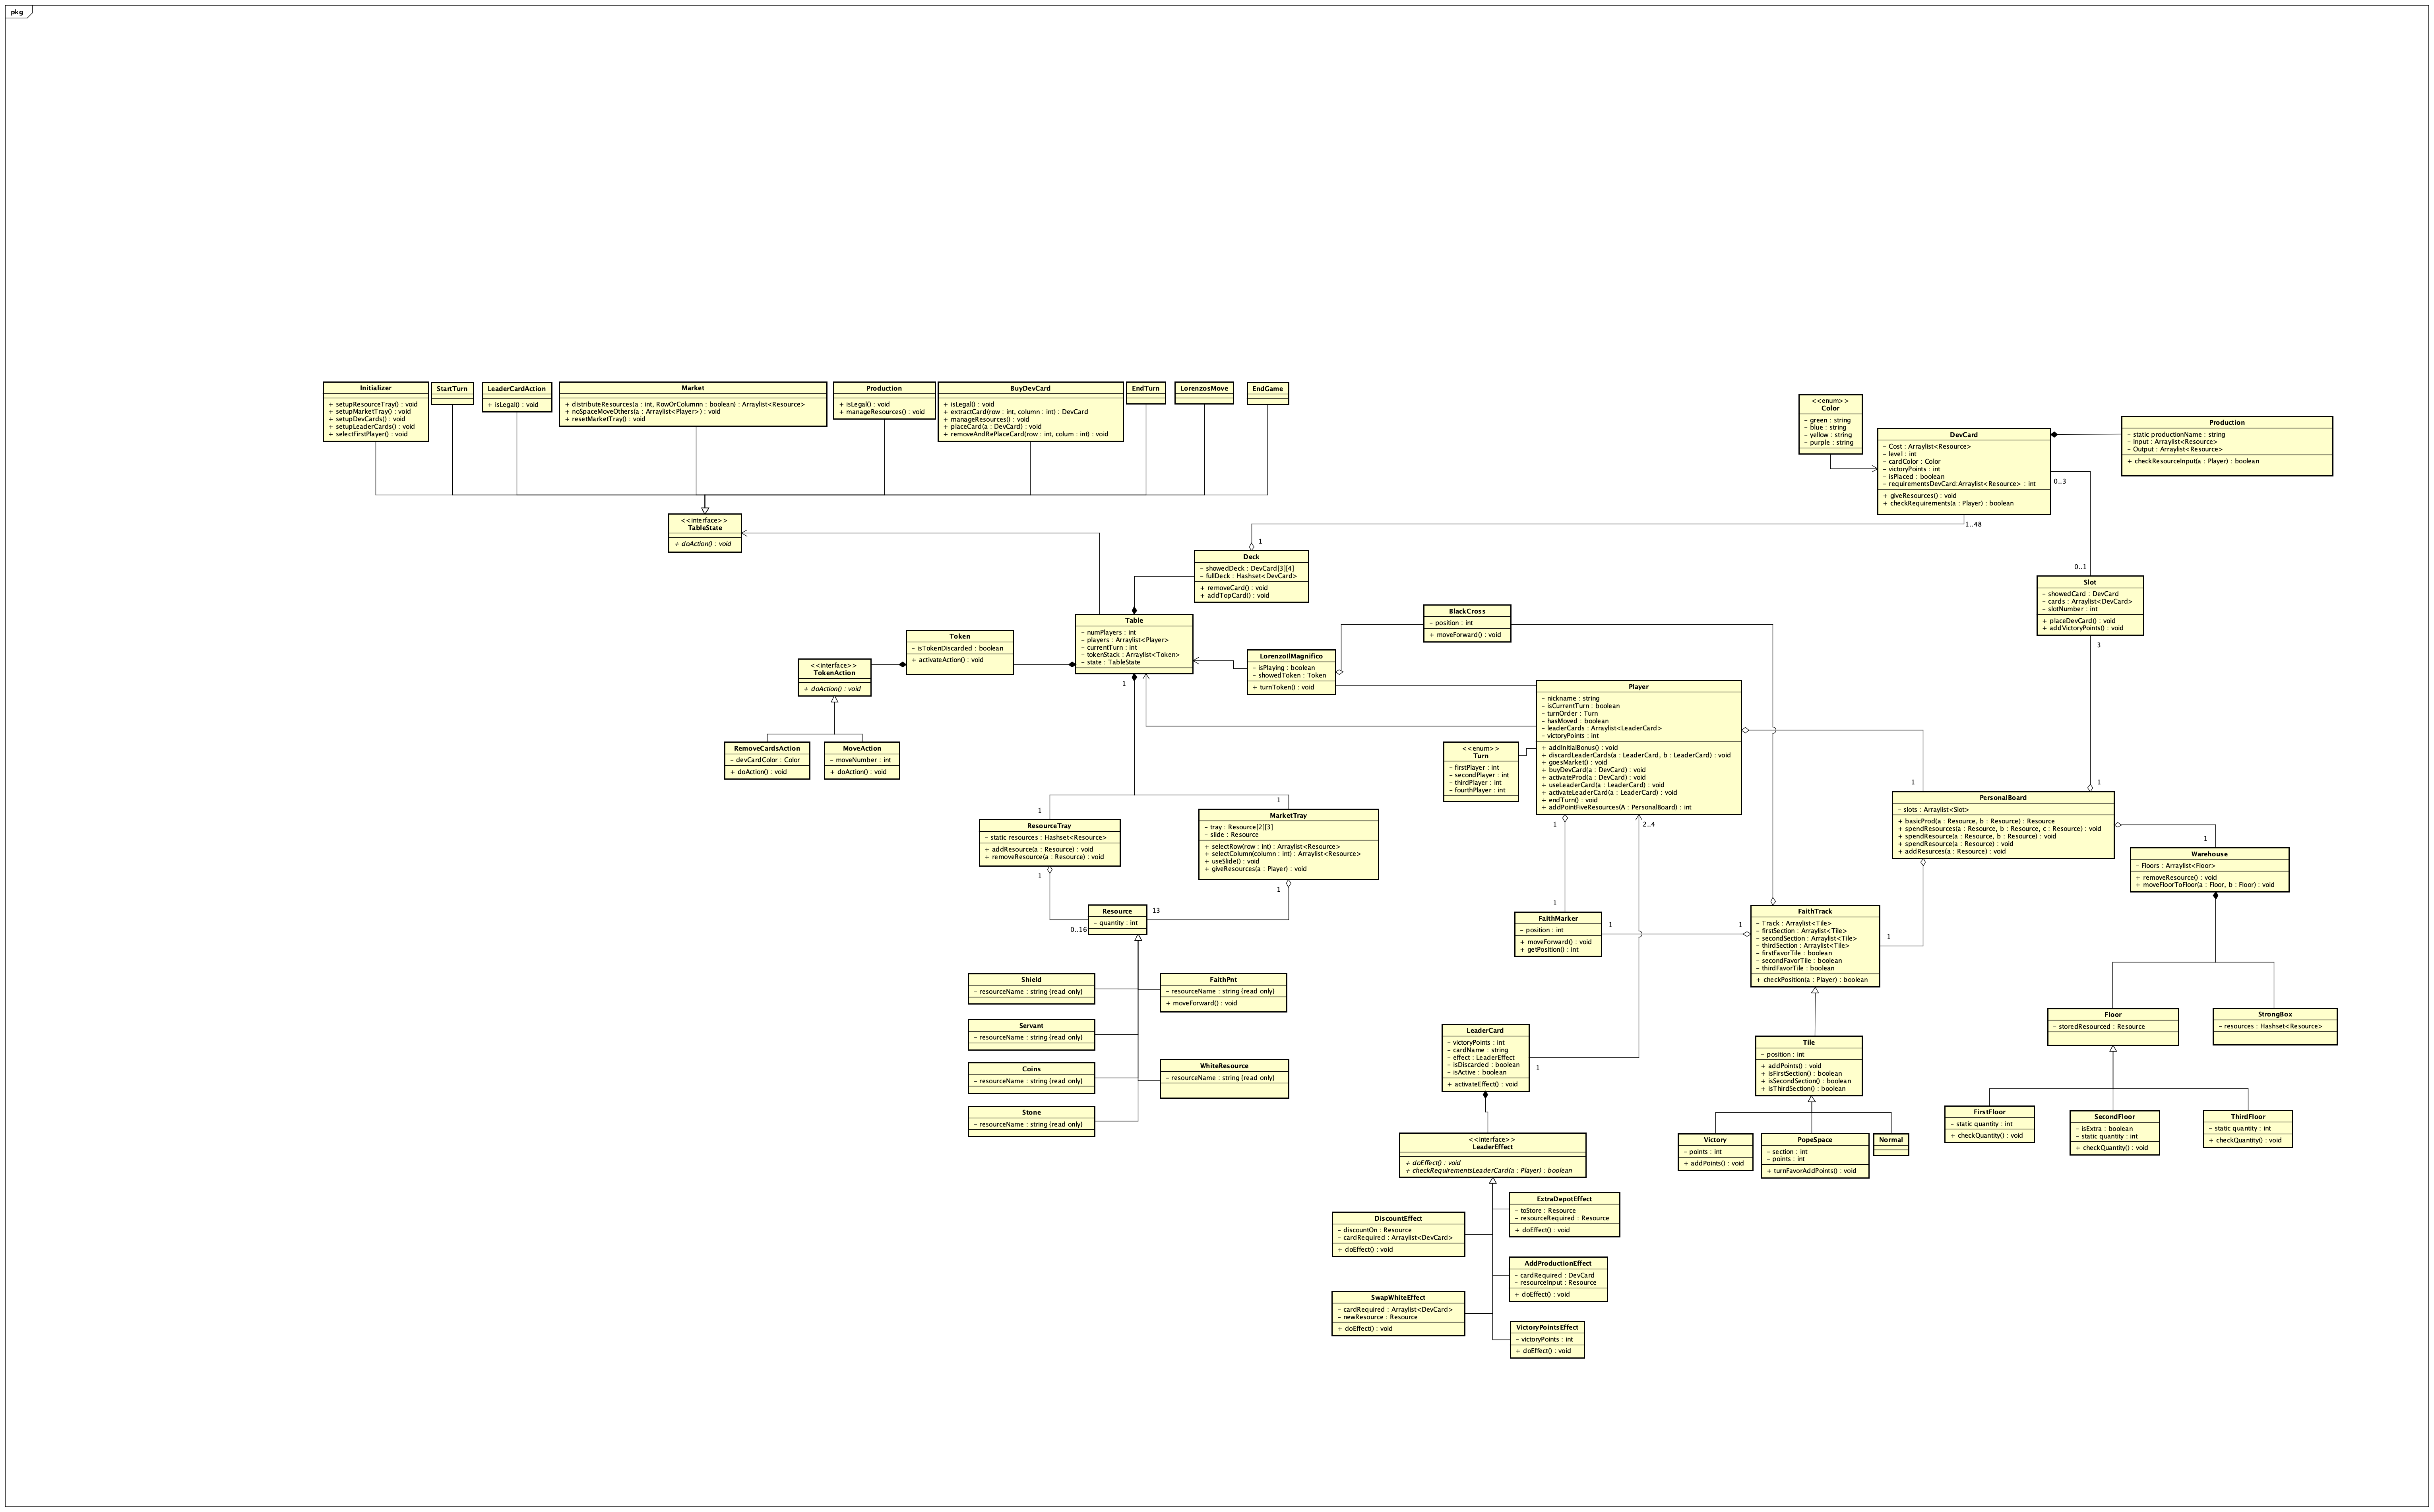 pkg
Initializer
+ setupResourceTray() : void
+ setupMarketTray() : void
+ setupDevCards() : void
+ setupLeaderCards() : void
+ selectFirstPlayer() : void
StartTurn
LeaderCardAction
+ isLegal() : void
Market
+ distributeResources(a : int, RowOrColumnn : boolean) : Arraylist<Resource>
+ noSpaceMoveOthers(a : Arraylist<Player>) : void
+ resetMarketTray() : void
Production
+ isLegal() : void
+ manageResources() : void
BuyDevCard
+ isLegal() : void
+ extractCard(row : int, column : int) : DevCard
+ manageResources() : void
+ placeCard(a : DevCard) : void
+ removeAndRePlaceCard(row : int, colum : int) : void
EndTurn
LorenzosMove
EndGame
<<enum>>
Color
- green : string
- blue : string
- yellow : string
- purple : string
DevCard
- Cost : Arraylist<Resource>
- level : int
- cardColor : Color
- victoryPoints : int
- isPlaced : boolean
- requirementsDevCard:Arraylist<Resource> : int
+ giveResources() : void
+ checkRequirements(a : Player) : boolean
Production
- static productionName : string
- Input : Arraylist<Resource>
- Output : Arraylist<Resource>
+ checkResourceInput(a : Player) : boolean
0..3
1..48
<<interface>>
TableState
+ doAction() : void
1
Deck
- showedDeck : DevCard[3][4]
- fullDeck : Hashset<DevCard>
+ removeCard() : void
+ addTopCard() : void
0..1
Slot
- showedCard : DevCard
- cards : Arraylist<DevCard>
- slotNumber : int
+ placeDevCard() : void
+ addVictoryPoints() : void
3
Table
- numPlayers : int
- players : Arraylist<Player>
- currentTurn : int
- tokenStack : Arraylist<Token>
- state : TableState
1
BlackCross
- position : int
+ moveForward() : void
Token
- isTokenDiscarded : boolean
+ activateAction() : void
<<interface>>
TokenAction
+ doAction() : void
LorenzoIlMagnifico
- isPlaying : boolean
- showedToken : Token
+ turnToken() : void
RemoveCardsAction
- devCardColor : Color
+ doAction() : void
MoveAction
- moveNumber : int
+ doAction() : void
Player
- nickname : string
- isCurrentTurn : boolean
- turnOrder : Turn
- hasMoved : boolean
- leaderCards : Arraylist<LeaderCard>
- victoryPoints : int
+ addInitialBonus() : void
+ discardLeaderCards(a : LeaderCard, b : LeaderCard) : void
+ goesMarket() : void
+ buyDevCard(a : DevCard) : void
+ activateProd(a : DevCard) : void
+ useLeaderCard(a : LeaderCard) : void
+ activateLeaderCard(a : LeaderCard) : void
+ endTurn() : void
+ addPointFiveResources(A : PersonalBoard) : int
<<enum>>
Turn
- firstPlayer : int
- secondPlayer : int
- thirdPlayer : int
- fourthPlayer : int
1
2..4
1
1
PersonalBoard
- slots : Arraylist<Slot>
+ basicProd(a : Resource, b : Resource) : Resource
+ spendResources(a : Resource, b : Resource, c : Resource) : void
+ spendResource(a : Resource, b : Resource) : void
+ spendResource(a : Resource) : void
+ addResurces(a : Resource) : void
1
Warehouse
- Floors : Arraylist<Floor>
+ removeResource() : void
+ moveFloorToFloor(a : Floor, b : Floor) : void
1
ResourceTray
- static resources : Hashset<Resource>
+ addResource(a : Resource) : void
+ removeResource(a : Resource) : void
1
1
MarketTray
- tray : Resource[2][3]
- slide : Resource
+ selectRow(row : int) : Arraylist<Resource>
+ selectColumn(column : int) : Arraylist<Resource>
+ useSlide() : void
+ giveResources(a : Player) : void
1
Resource
- quantity : int
13
0..16
1
FaithMarker
- position : int
+ moveForward() : void
+ getPosition() : int
1
1
FaithTrack
- Track : Arraylist<Tile>
- firstSection : Arraylist<Tile>
- secondSection : Arraylist<Tile>
- thirdSection : Arraylist<Tile>
- firstFavorTile : boolean
- secondFavorTile : boolean
- thirdFavorTile : boolean
+ checkPosition(a : Player) : boolean
1
Shield
- resourceName : string {read only}
FaithPnt
- resourceName : string {read only}
+ moveForward() : void
Servant
- resourceName : string {read only}
Coins
- resourceName : string {read only}
WhiteResource
- resourceName : string {read only}
Stone
- resourceName : string {read only}
LeaderCard
- victoryPoints : int
- cardName : string
- effect : LeaderEffect
- isDiscarded : boolean
- isActive : boolean
+ activateEffect() : void
1
Tile
- position : int
+ addPoints() : void
+ isFirstSection() : boolean
+ isSecondSection() : boolean
+ isThirdSection() : boolean
Floor
- storedResourced : Resource
StrongBox
- resources : Hashset<Resource>
FirstFloor
- static quantity : int
+ checkQuantity() : void
SecondFloor
- isExtra : boolean
- static quantity : int
+ checkQuantity() : void
ThirdFloor
- static quantity : int
+ checkQuantity() : void
<<interface>>
LeaderEffect
+ doEffect() : void
+ checkRequirementsLeaderCard(a : Player) : boolean
Victory
- points : int
+ addPoints() : void
PopeSpace
- section : int
- points : int
+ turnFavorAddPoints() : void
Normal
DiscountEffect
- discountOn : Resource
- cardRequired : Arraylist<DevCard>
+ doEffect() : void
ExtraDepotEffect
- toStore : Resource
- resourceRequired : Resource
+ doEffect() : void
AddProductionEffect
- cardRequired : DevCard
- resourceInput : Resource
+ doEffect() : void
SwapWhiteEffect
- cardRequired : Arraylist<DevCard>
- newResource : Resource
+ doEffect() : void
VictoryPointsEffect
- victoryPoints : int
+ doEffect() : void